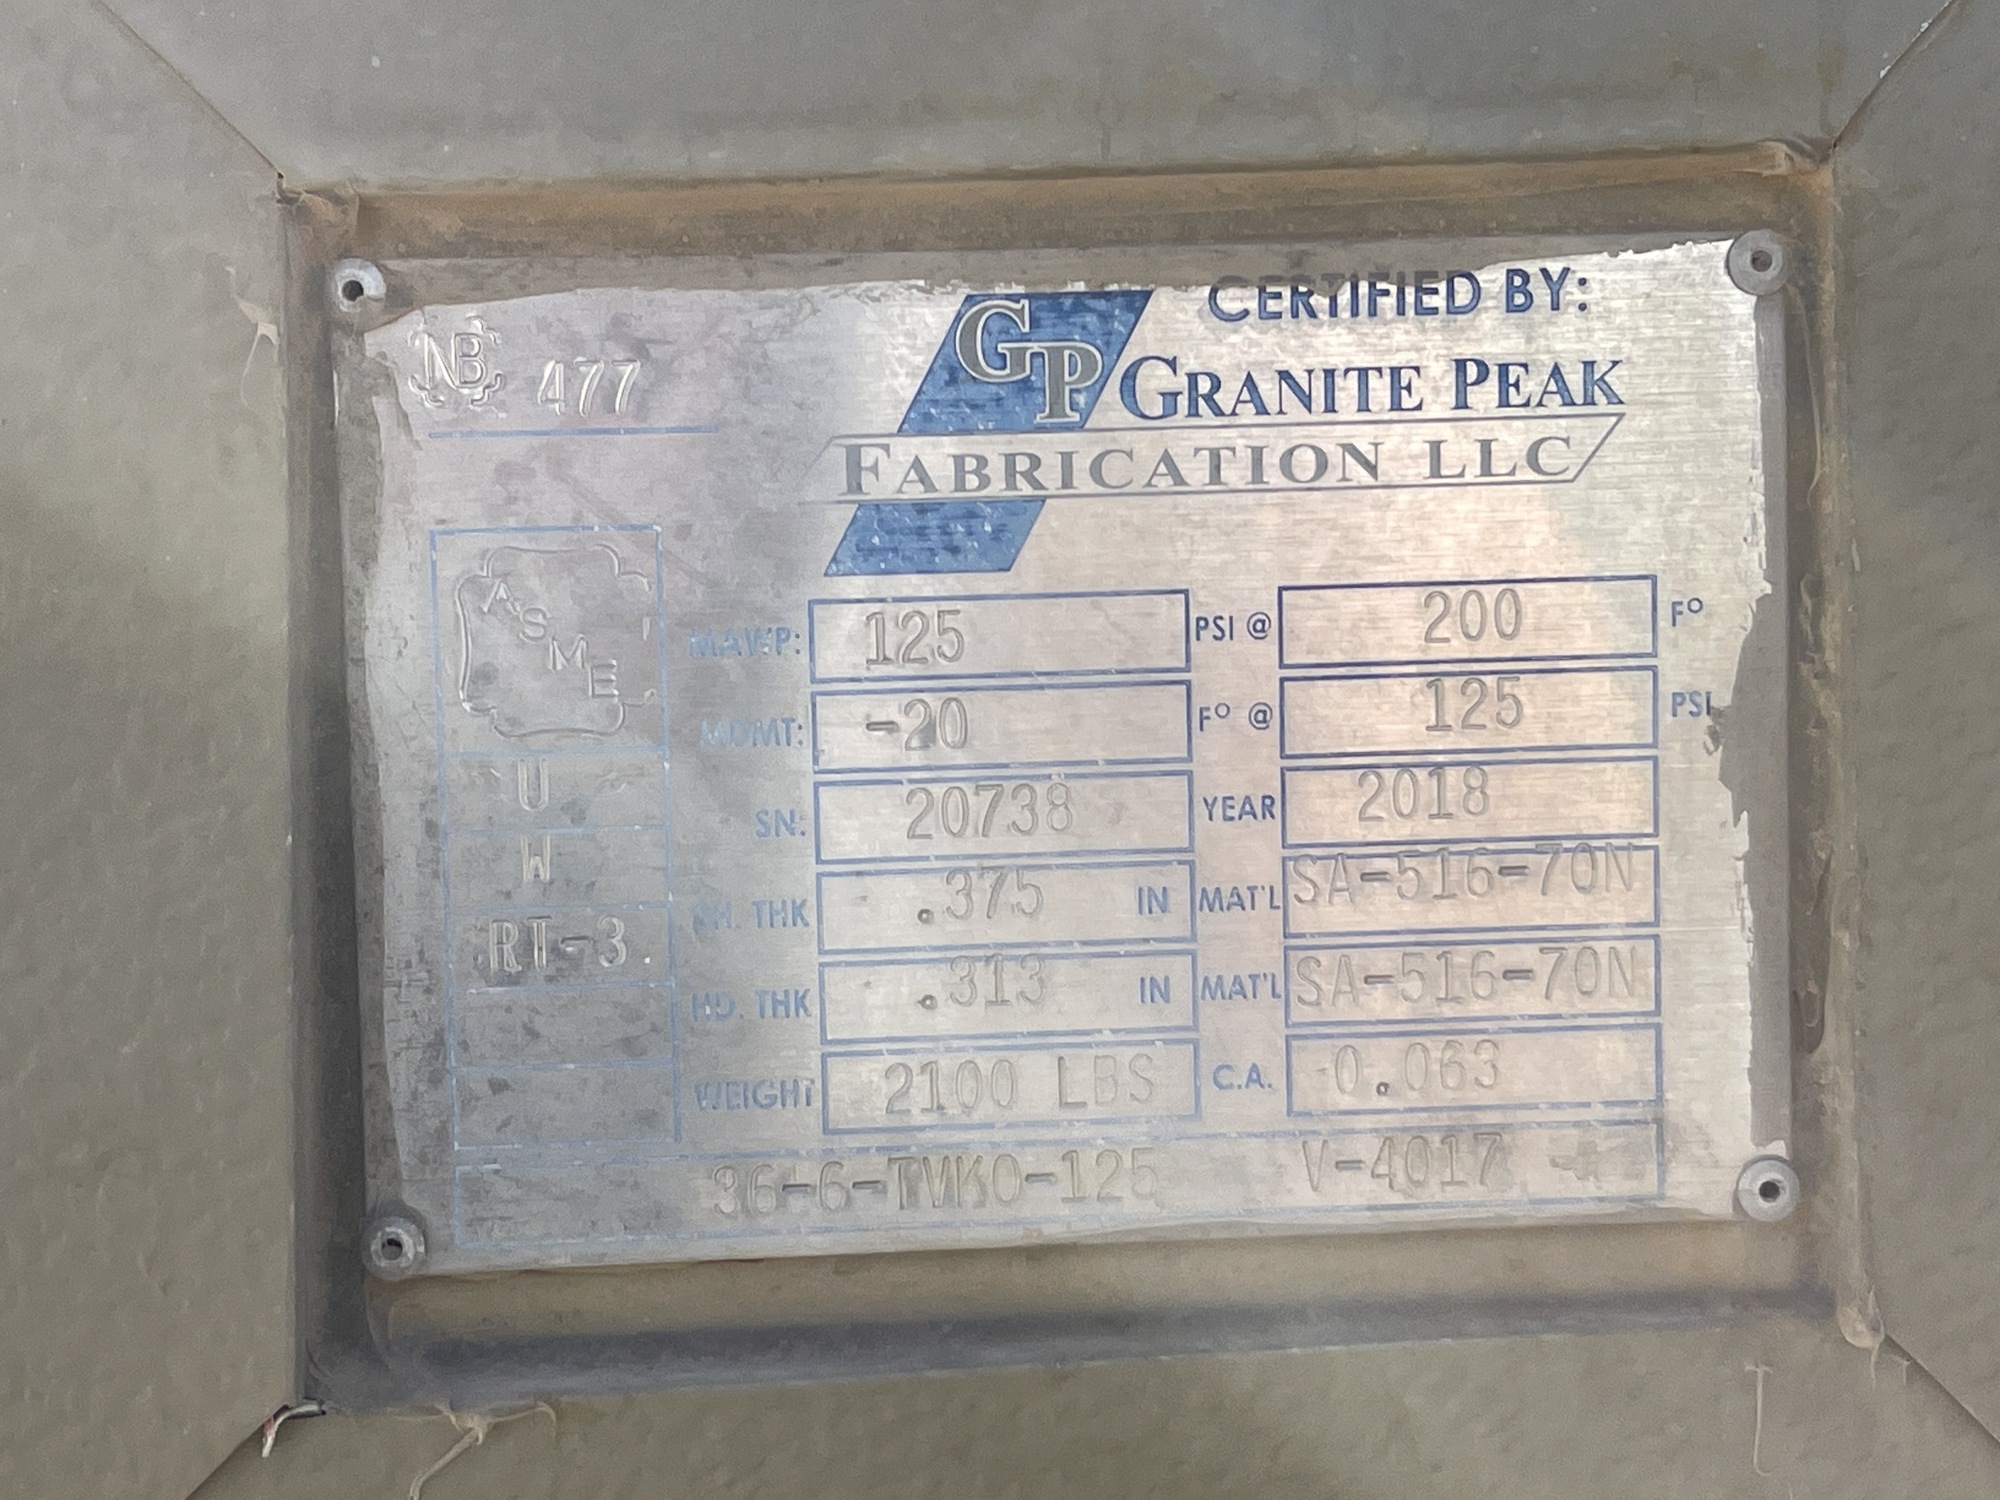 CERTIFIED BY:
NB 477
GP GRANITE PEAK
FABRICATION LLC
ASME
MAWP: 125 PSI @ 200 F°
MDMT: -20 F° @ 125 PSI
U
SN: 20738 YEAR 2018
W
SH. THK .375 IN MAT'L SA-516-70N
RT-3
HD. THK .313 IN MAT'L SA-516-70N
WEIGHT 2100 LBS C.A. 0.063
36-6-TVKO-125 V-4017